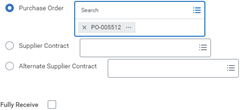 Purchase Order
Search
× PO-005512 ...
Supplier Contract
Alternate Supplier Contract
Fully Receive